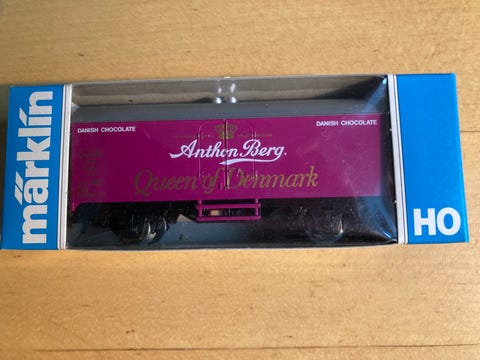 märklin
DANISH CHOCOLATE
DANISH CHOCOLATE
Anthon Berg.
Queen of Denmark
HO